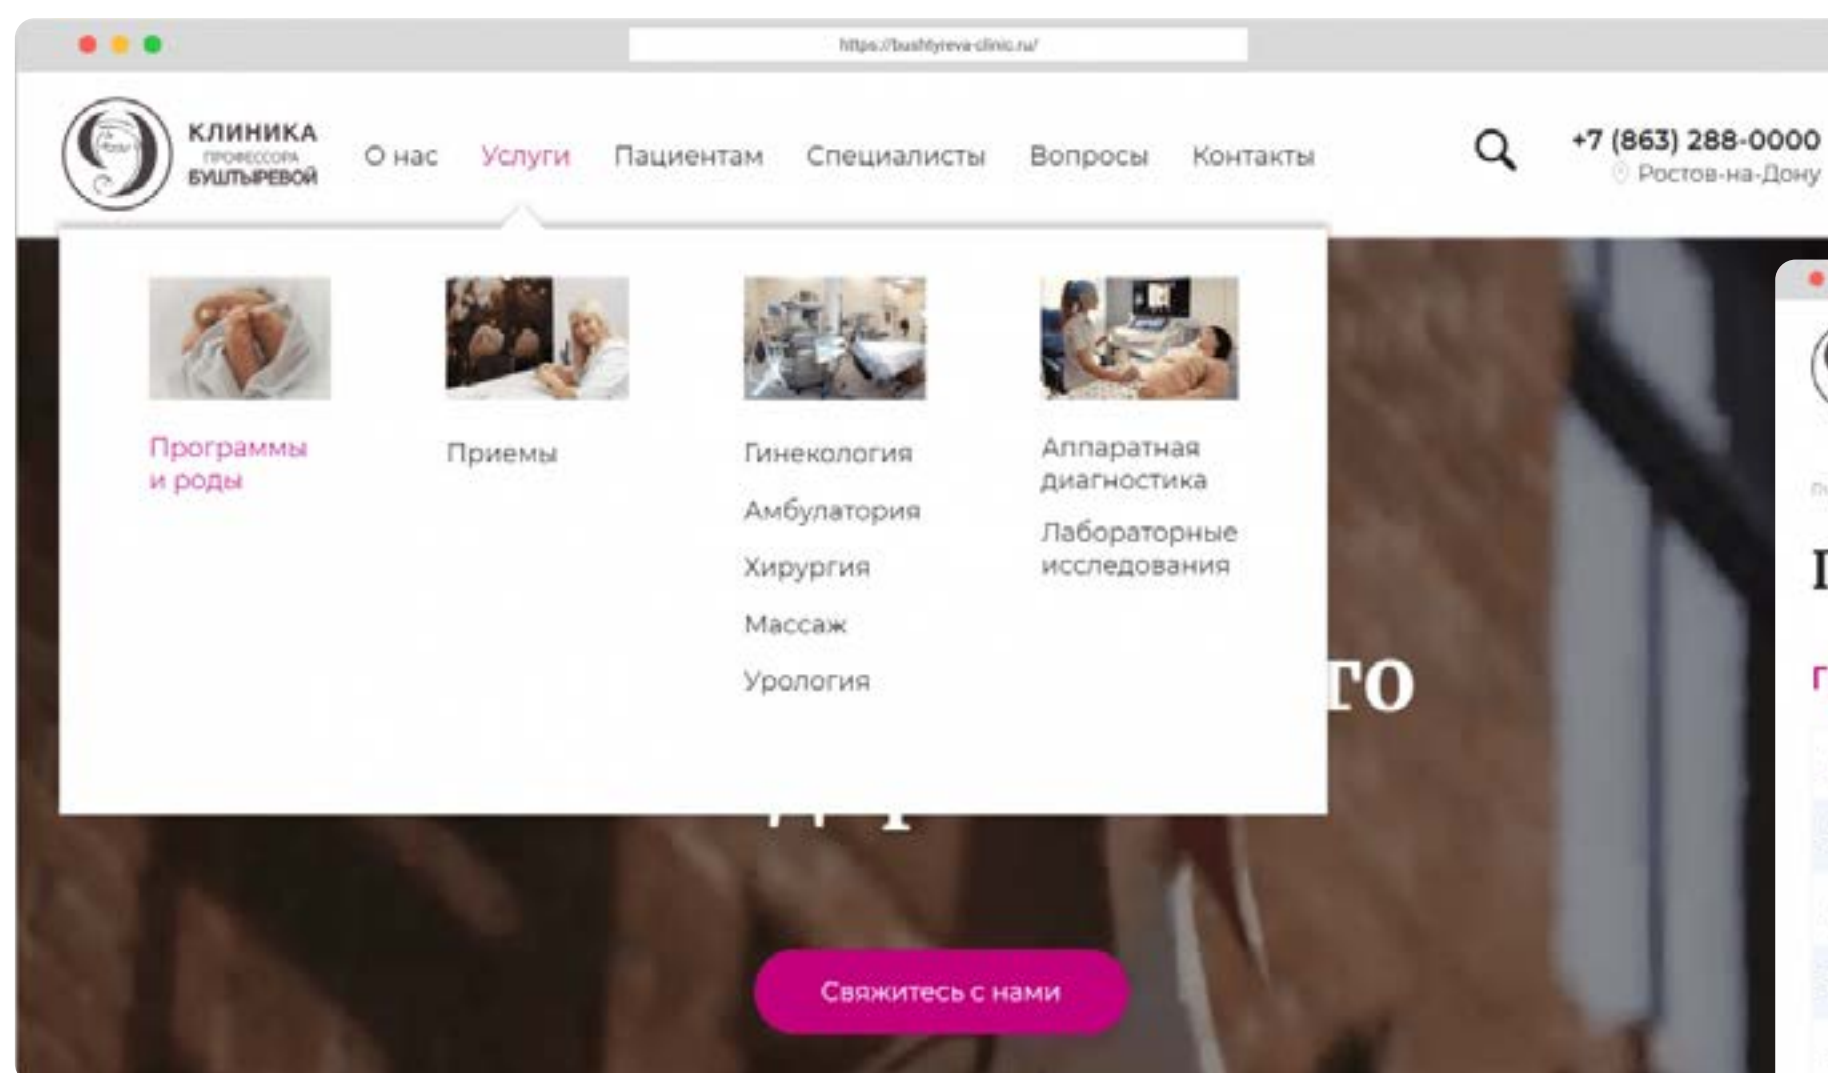 https://bushtyreva-clinic.ru/
КЛИНИКА
ПРОФЕССОРА
БУШТЫРЕВОЙ
О нас
Услуги
Пациентам
Специалисты
Вопросы
Контакты
+7 (863) 288-0000
Ростов-на-Дону
Программы
и роды
Приемы
Гинекология
Амбулатория
Хирургия
Массаж
Урология
Аппаратная
диагностика
Лабораторные
исследования
го
Свяжитесь с нами